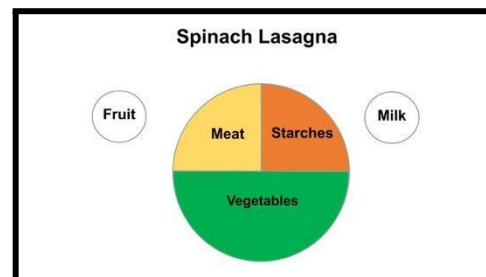 Spinach Lasagna
Fruit
Milk
Meat
Starches
Vegetables